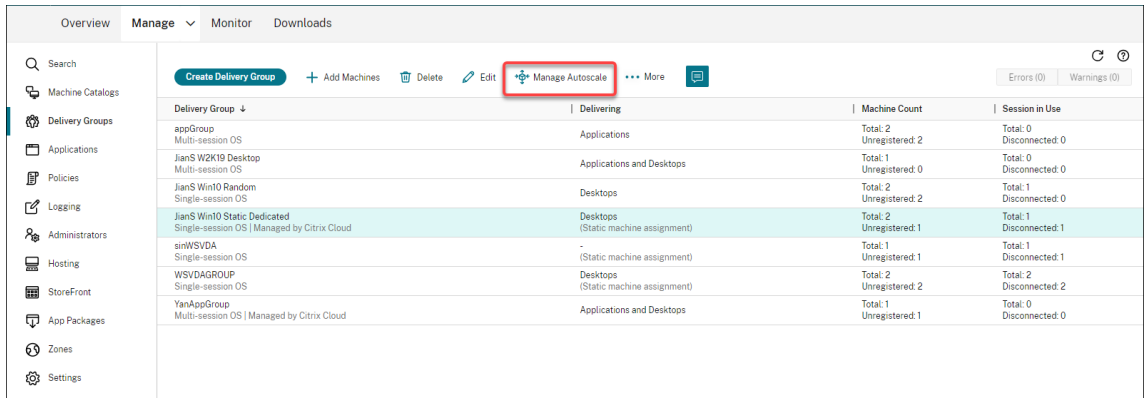 Overview Manage Monitor Downloads
Search
Machine Catalogs
Delivery Groups
Applications
Policies
Logging
Administrators
Hosting
StoreFront
App Packages
Zones
Settings
Create Delivery Group Add Machines Delete Edit Manage Autoscale ••• More
Errors (0) Warnings (0)
Delivery Group ↓ Delivering Machine Count Session in Use
appGroup Applications Total: 2 Total: 0
Multi-session OS Unregistered: 2 Disconnected: 0
JianS W2K19 Desktop Applications and Desktops Total: 1 Total: 0
Multi-session OS Unregistered: 0 Disconnected: 0
JianS Win10 Random Desktops Total: 2 Total: 1
Single-session OS Unregistered: 2 Disconnected: 0
JianS Win10 Static Dedicated Desktops Total: 2 Total: 1
Single-session OS | Managed by Citrix Cloud (Static machine assignment) Unregistered: 1 Disconnected: 1
sinWSVDA - Total: 1 Total: 1
Single-session OS (Static machine assignment) Unregistered: 1 Disconnected: 1
WSVDAGROUP Desktops Total: 2 Total: 2
Single-session OS (Static machine assignment) Unregistered: 2 Disconnected: 2
YanAppGroup Applications and Desktops Total: 1 Total: 0
Multi-session OS | Managed by Citrix Cloud Unregistered: 1 Disconnected: 0